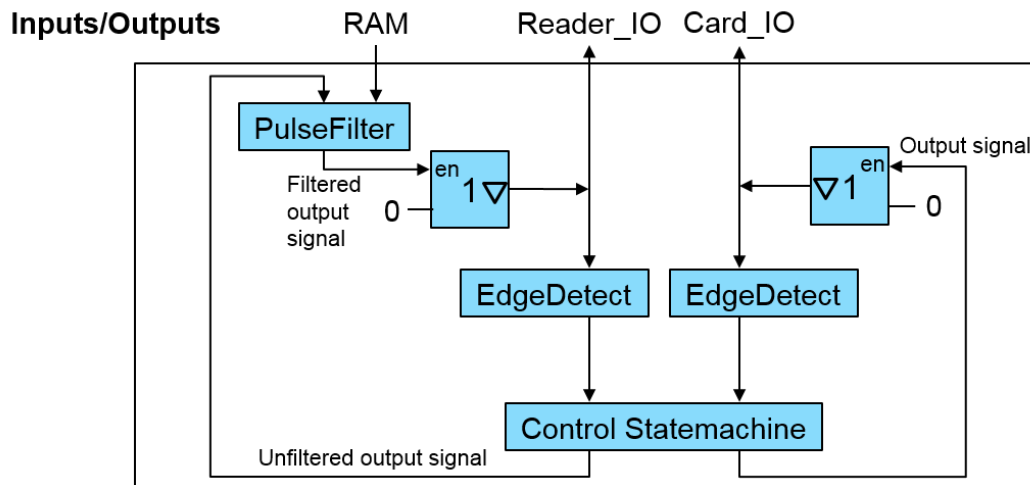 Inputs/Outputs RAM Reader_IO Card_IO
PulseFilter
Output signal
en
1
en
1
Filtered
output
signal
0
0
EdgeDetect EdgeDetect
Control Statemachine
Unfiltered output signal